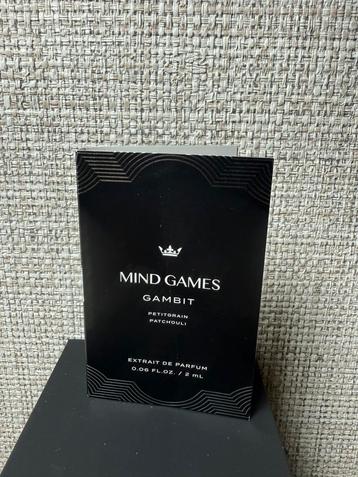 MIND GAMES
GAMBIT
PETITGRAIN
PATCHOULI
EXTRAIT DE PARFUM
0.06 FL.OZ. / 2 mL